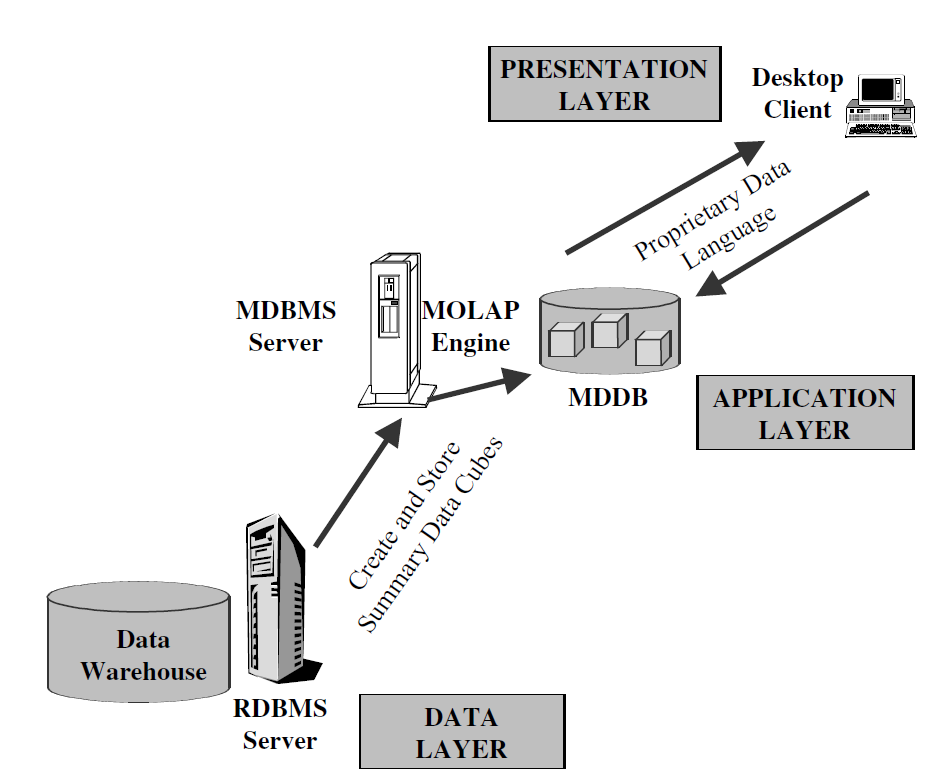 PRESENTATION
LAYER
Desktop
Client
Proprietary Data
Language
MDBMS
Server
MOLAP
Engine
MDDB
APPLICATION
LAYER
Create and Store
Summary Data Cubes
Data
Warehouse
RDBMS
Server
DATA
LAYER